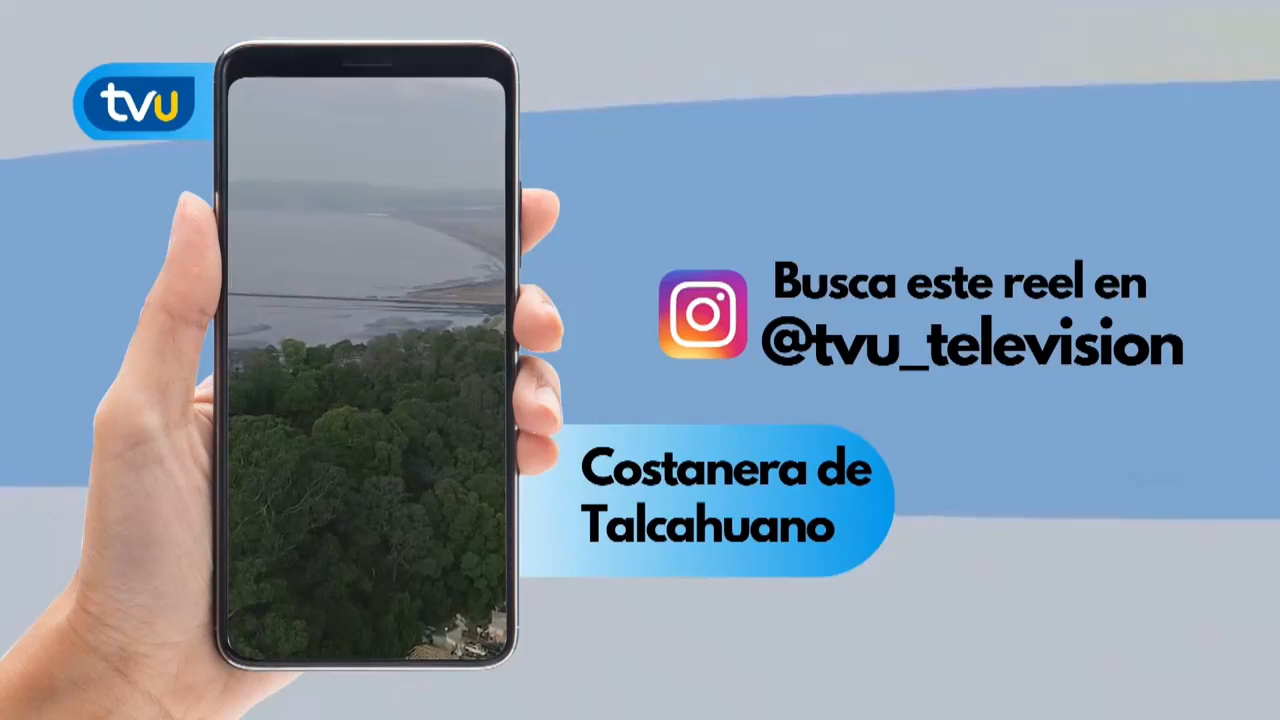 tvu
Busca este reel en
@tvu_television
Costanera de
Talcahuano